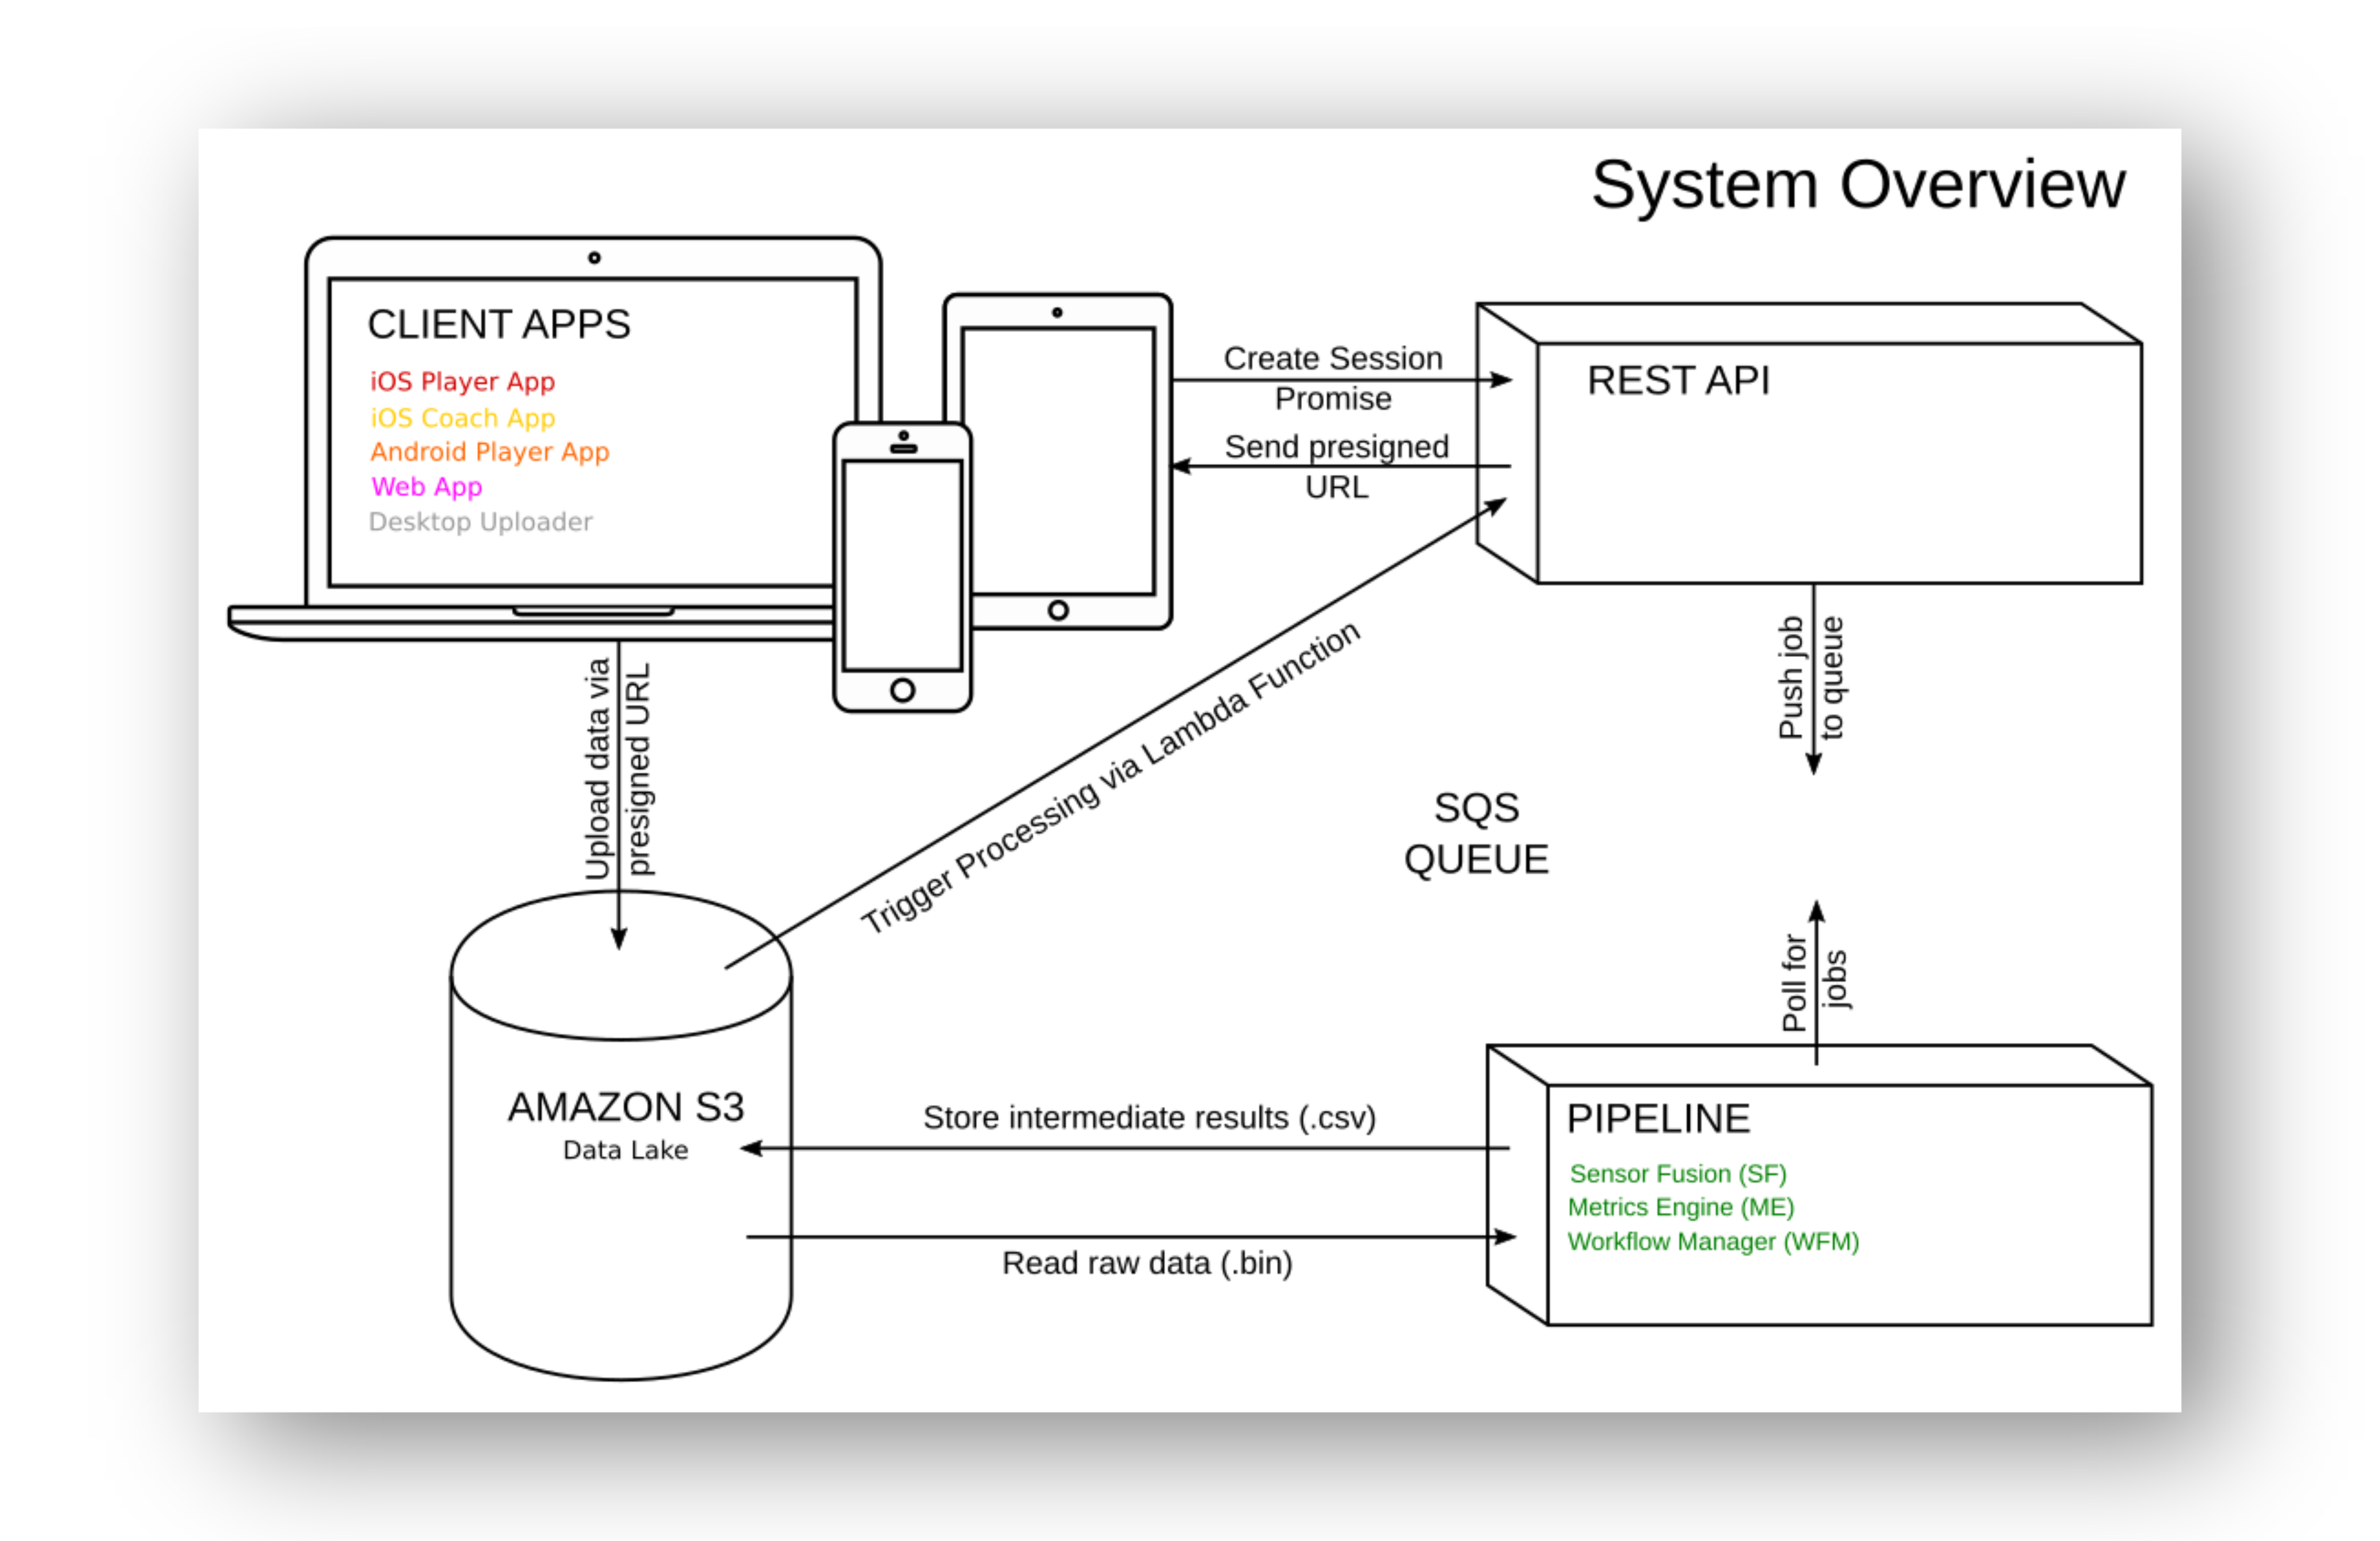 System Overview
CLIENT APPS
iOS Player App
iOS Coach App
Android Player App
Web App
Desktop Uploader
Create Session
Promise
Send presigned
URL
REST API
Upload data via
presigned URL
Trigger Processing via Lambda Function
Push job
to queue
SQS
QUEUE
Poll for
jobs
AMAZON S3
Data Lake
Store intermediate results (.csv)
Read raw data (.bin)
PIPELINE
Sensor Fusion (SF)
Metrics Engine (ME)
Workflow Manager (WFM)